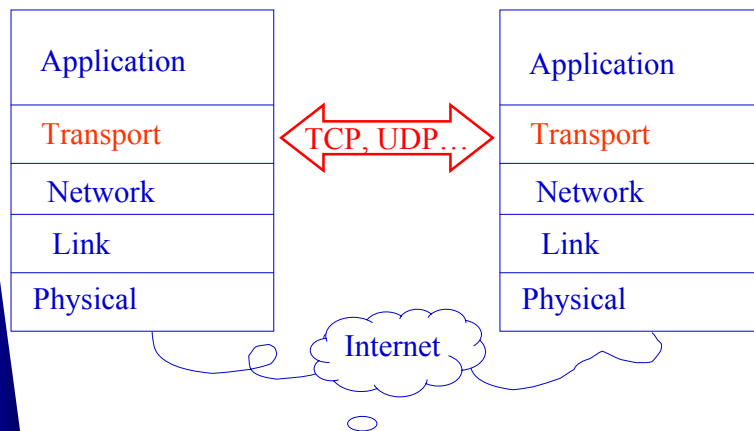 Application
Transport
Network
Link
Physical
TCP, UDP…
Application
Transport
Network
Link
Physical
Internet